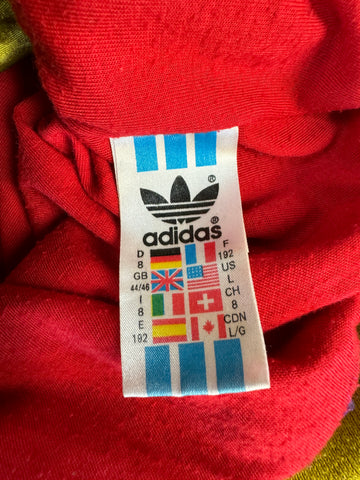 ®
adidas®
D F
8 192
GB US
44/46 L
I CH
8 8
E CDN
192 L/G